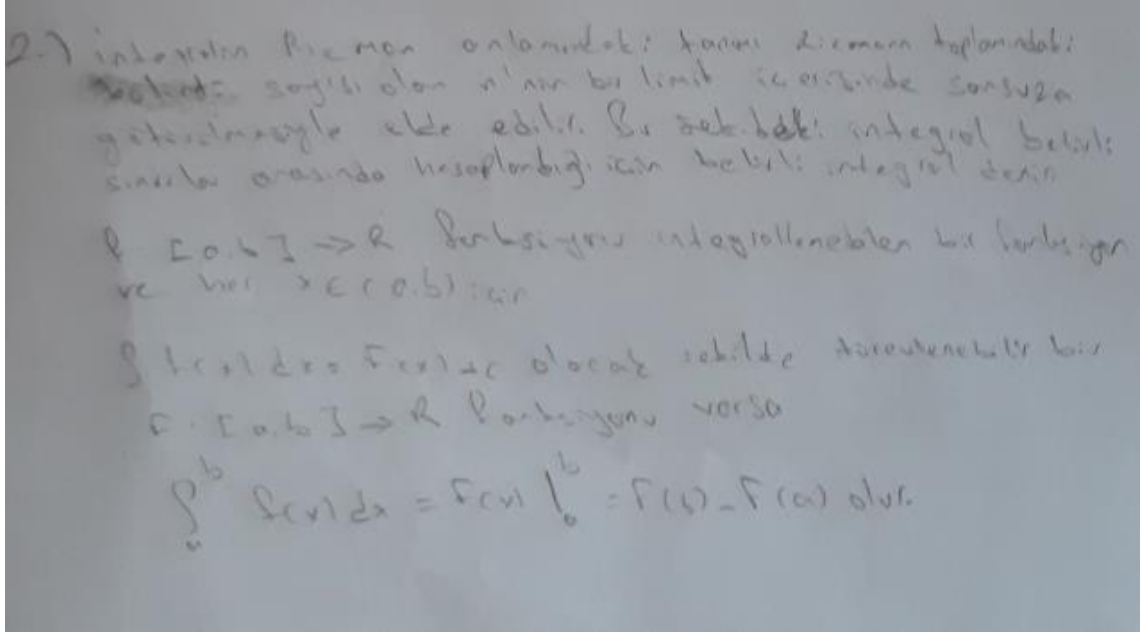 2.) integralin Rieman anlamındaki tanımı Riemann toplamındaki
sayısı olan n'nin bir limit içerisinde sonsuza
götürülmesiyle elde edilir. Bu şekildeki integral belirli
sınırlar arasında hesaplandığı için belirli integral denir
f [a,b] → R fonksiyonu integrallenebilen bir fonksiyon
ve her x ∈ (a,b) için
∫ f(x) dx = F(x) + c olacak şekilde türevlenebilir bir
F: [a,b] → R fonksiyonu varsa
∫ₐᵇ f(x) dx = F(x) |ₐᵇ = F(b) - F(a) olur.